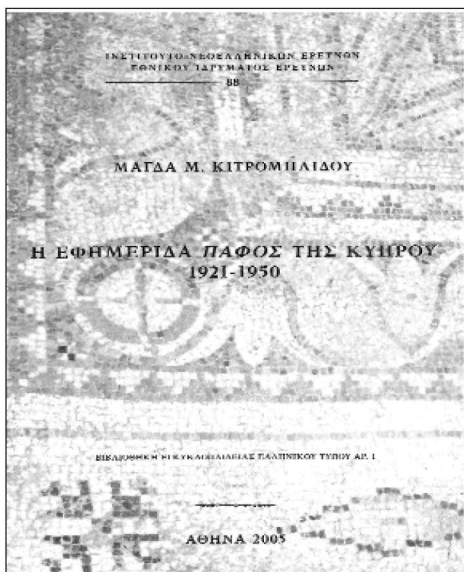 ΙΝΣΤΙΤΟΥΤΟ ΝΕΟΕΛΛΗΝΙΚΩΝ ΕΡΕΥΝΩΝ
ΕΘΝΙΚΟΥ ΙΔΡΥΜΑΤΟΣ ΕΡΕΥΝΩΝ
88
ΜΑΓΔΑ Μ. ΚΙΤΡΟΜΗΛΙΔΟΥ
Η ΕΦΗΜΕΡΙΔΑ ΠΑΦΟΣ ΤΗΣ ΚΥΠΡΟΥ
1921-1950
ΒΙΒΛΙΟΘΗΚΗ ΕΓΚΥΚΛΟΠΑΙΔΕΙΑΣ ΕΛΛΗΝΙΚΟΥ ΤΥΠΟΥ ΑΡ. 1
ΑΘΗΝΑ 2005